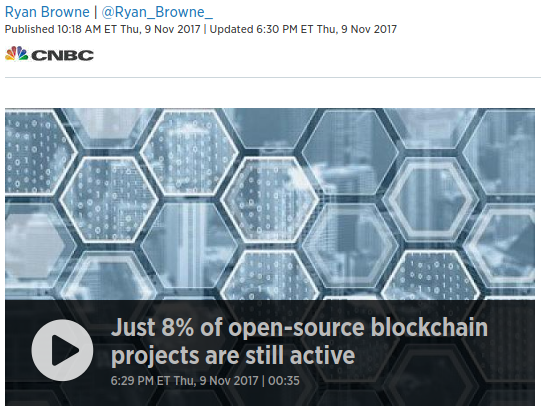 Ryan Browne | @Ryan_Browne_
Published 10:18 AM ET Thu, 9 Nov 2017 | Updated 6:30 PM ET Thu, 9 Nov 2017
CNBC
Just 8% of open-source blockchain
projects are still active
6:29 PM ET Thu, 9 Nov 2017 | 00:35